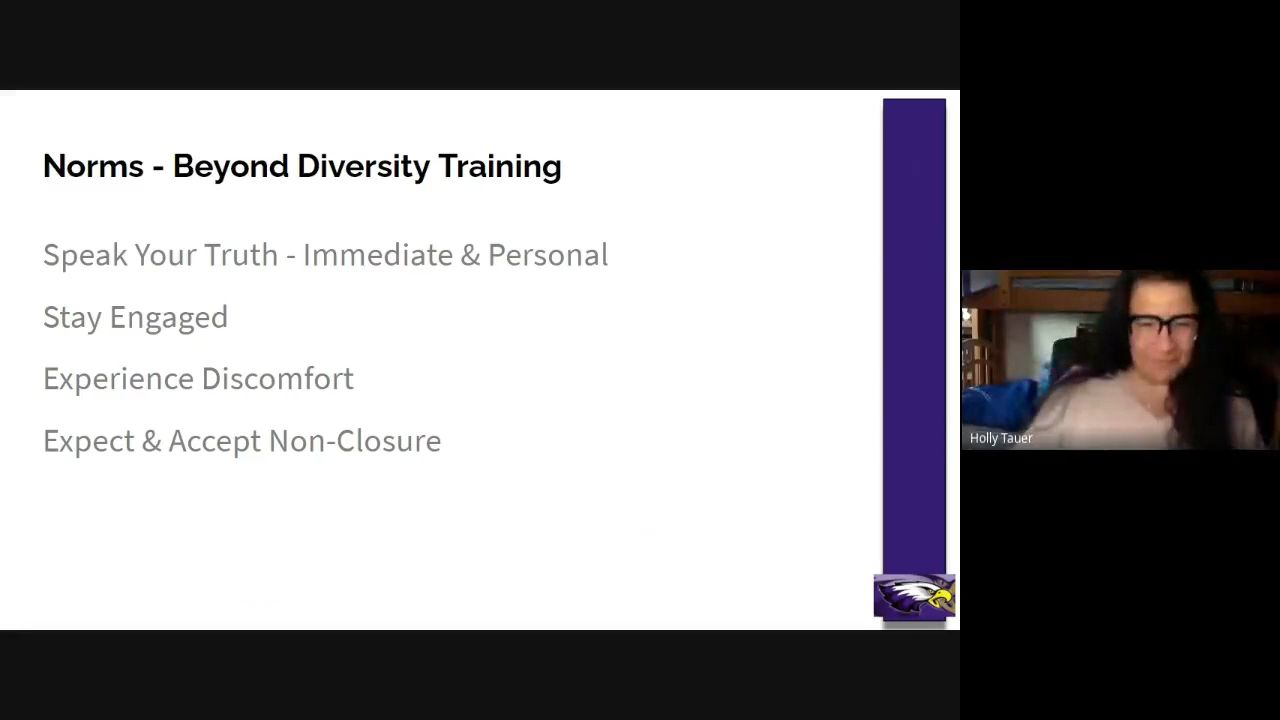 Norms - Beyond Diversity Training
Speak Your Truth - Immediate & Personal
Stay Engaged
Experience Discomfort
Expect & Accept Non-Closure
Holly Tauer